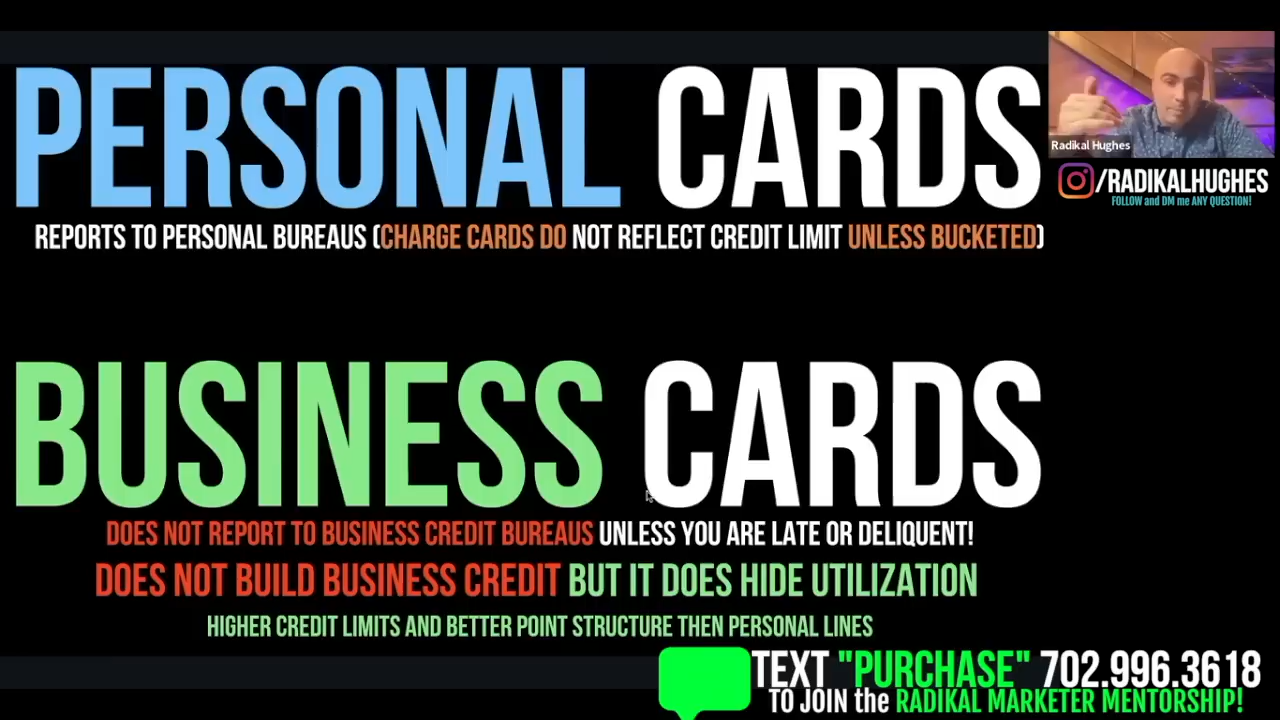 PERSONAL CARDS
REPORTS TO PERSONAL BUREAUS (CHARGE CARDS DO NOT REFLECT CREDIT LIMIT UNLESS BUCKETED)
Radikal Hughes
/RADIKALHUGHES
FOLLOW and DM me ANY QUESTION!
BUSINESS CARDS
DOES NOT REPORT TO BUSINESS CREDIT BUREAUS UNLESS YOU ARE LATE OR DELIQUENT!
DOES NOT BUILD BUSINESS CREDIT BUT IT DOES HIDE UTILIZATION
HIGHER CREDIT LIMITS AND BETTER POINT STRUCTURE THEN PERSONAL LINES
TEXT "PURCHASE" 702.996.3618
TO JOIN the RADIKAL MARKETER MENTORSHIP!